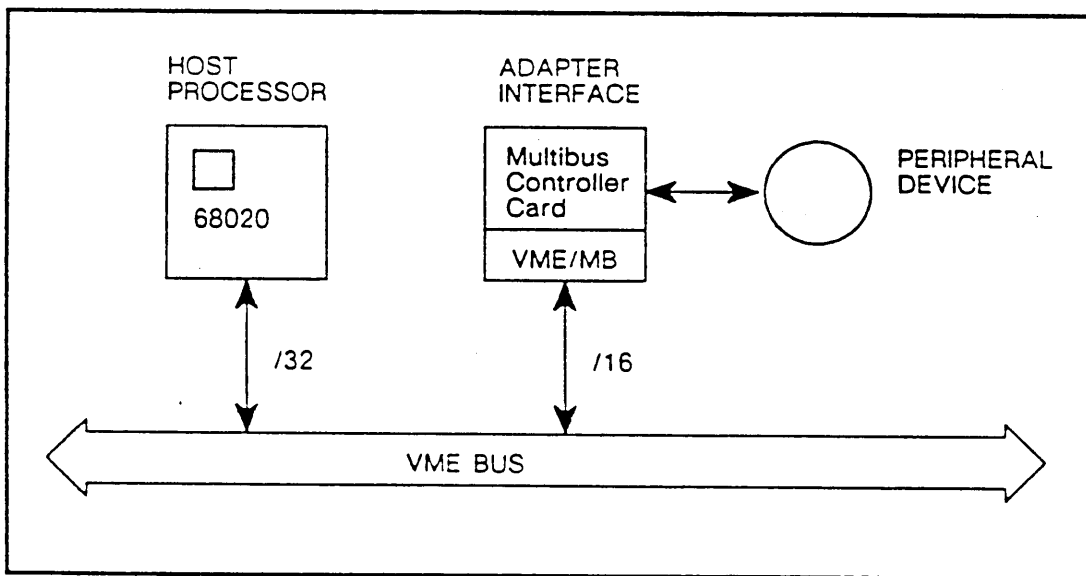 HOST
PROCESSOR
68020
ADAPTER
INTERFACE
Multibus
Controller
Card
VME/MB
PERIPHERAL
DEVICE
/32
/16
VME BUS